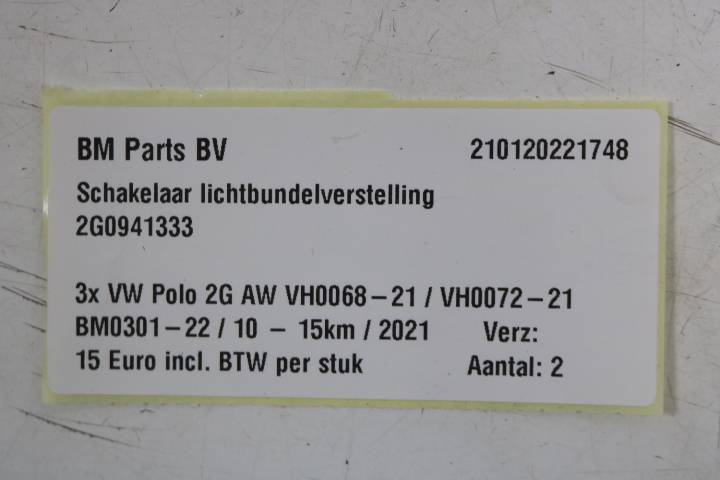 BM Parts BV 210120221748
Schakelaar lichtbundelverstelling
2G0941333
3x VW Polo 2G AW VH0068-21 / VH0072-21
BM0301-22 / 10 - 15km / 2021 Verz:
15 Euro incl. BTW per stuk Aantal: 2